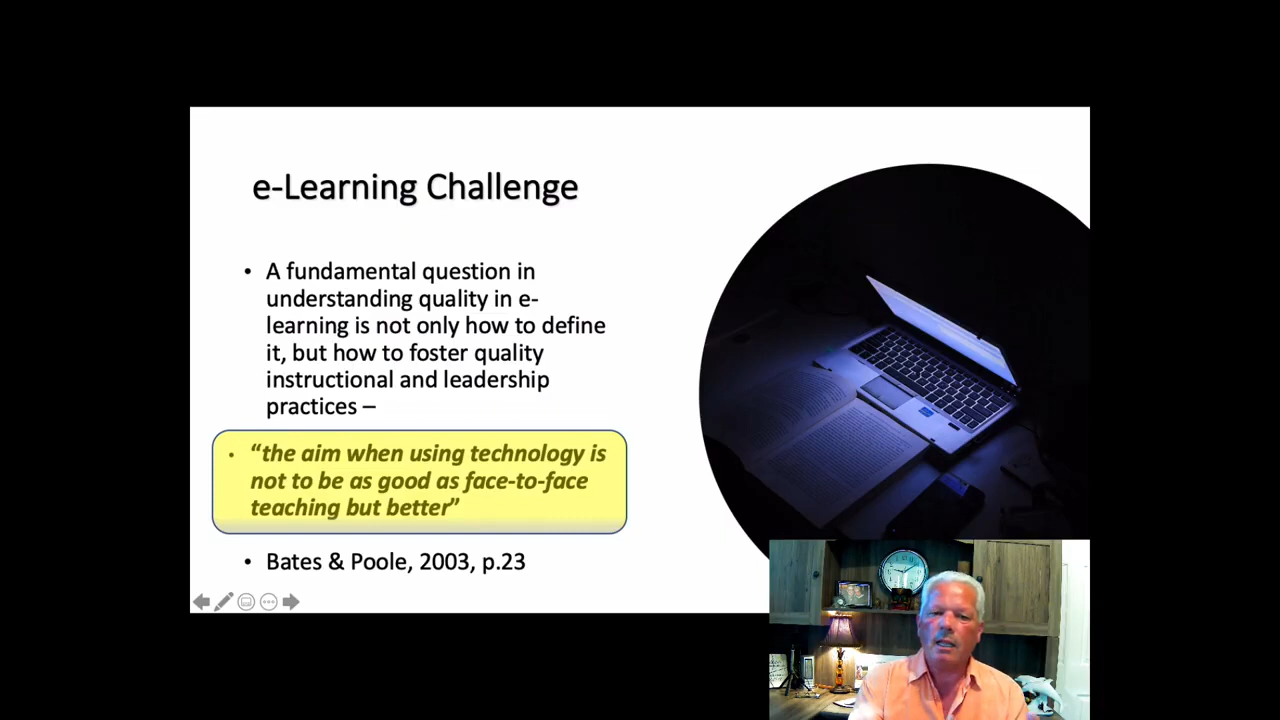 e-Learning Challenge
• A fundamental question in
understanding quality in e-
learning is not only how to define
it, but how to foster quality
instructional and leadership
practices –
• “the aim when using technology is
not to be as good as face-to-face
teaching but better”
• Bates & Poole, 2003, p.23